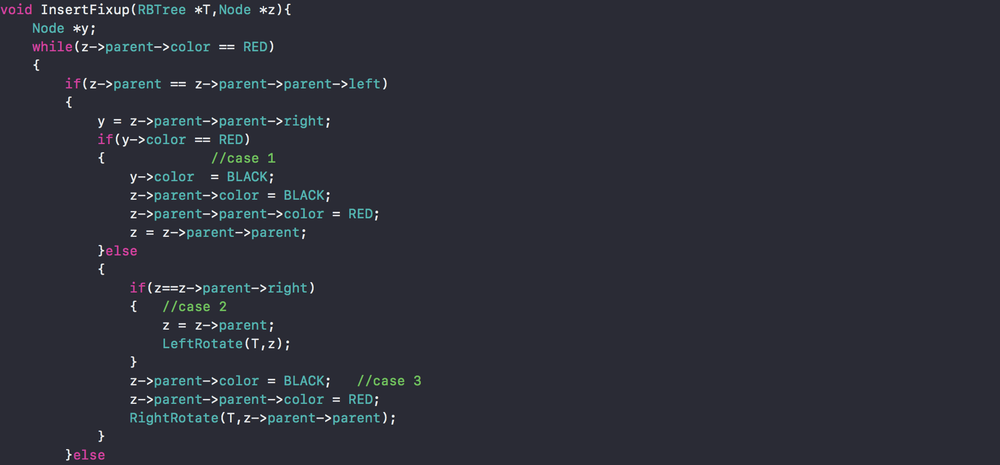 void InsertFixup(RBTree *T,Node *z){
    Node *y;
    while(z->parent->color == RED)
    {
        if(z->parent == z->parent->parent->left)
        {
            y = z->parent->parent->right;
            if(y->color == RED)
            {             //case 1
                y->color  = BLACK;
                z->parent->color = BLACK;
                z->parent->parent->color = RED;
                z = z->parent->parent;
            }else
            {
                if(z==z->parent->right)
                {   //case 2
                    z = z->parent;
                    LeftRotate(T,z);
                }
                z->parent->color = BLACK;   //case 3
                z->parent->parent->color = RED;
                RightRotate(T,z->parent->parent);
            }
        }else